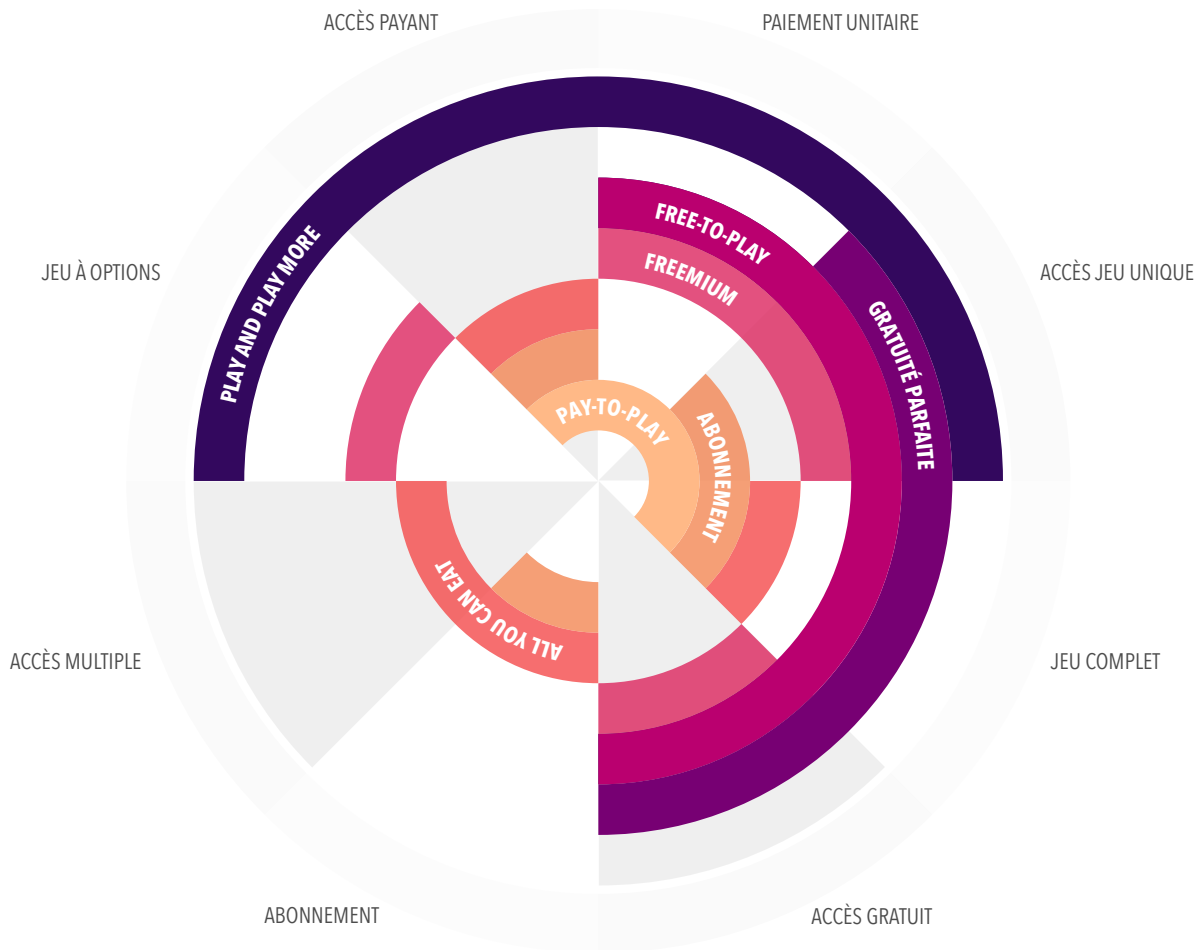 ACCÈS PAYANT
PAIEMENT UNITAIRE
FREE-TO-PLAY
FREEMIUM
JEU À OPTIONS
PLAY AND PLAY MORE
ACCÈS JEU UNIQUE
GRATUITÉ PARFAITE
PAY-TO-PLAY
ABONNEMENT
ALL YOU CAN EAT
ACCÈS MULTIPLE
JEU COMPLET
ABONNEMENT
ACCÈS GRATUIT